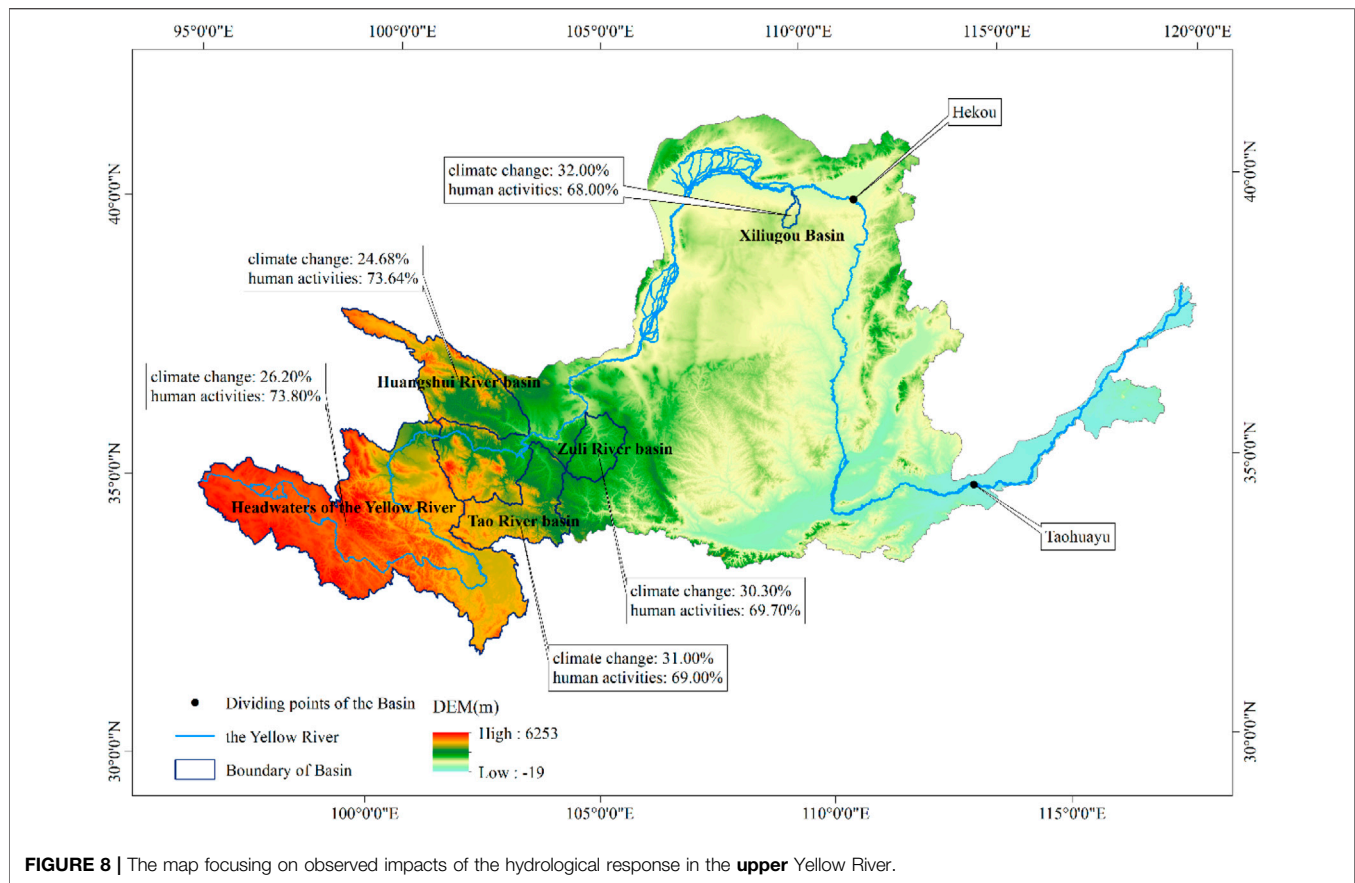 95°0'0"E 100°0'0"E 105°0'0"E 110°0'0"E 115°0'0"E 120°0'0"E
Hekou
climate change: 32.00%
human activities: 68.00%
40°0'0"N
40°0'0"N
Xiliugou Basin
climate change: 24.68%
human activities: 73.64%
climate change: 26.20%
human activities: 73.80%
Huangshui River basin
Zuli River basin
35°0'0"N
35°0'0"N
Headwaters of the Yellow River
Tao River basin
Taohuayu
climate change: 30.30%
human activities: 69.70%
climate change: 31.00%
human activities: 69.00%
Dividing points of the Basin
the Yellow River
Boundary of Basin
DEM(m)
High : 6253
Low : -19
30°0'0"N
30°0'0"N
100°0'0"E 105°0'0"E 110°0'0"E 115°0'0"E
FIGURE 8 | The map focusing on observed impacts of the hydrological response in the upper Yellow River.